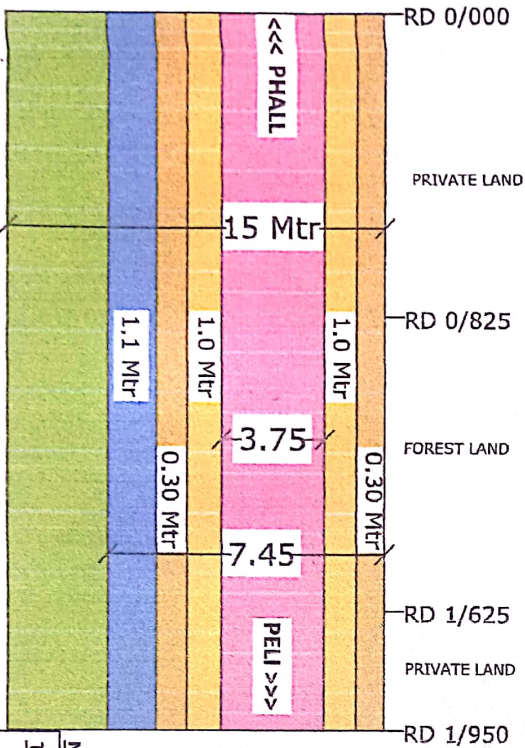 RD 0/000
<<< PHALL
PRIVATE LAND
15 Mtr
RD 0/825
1.1 Mtr
1.0 Mtr
1.0 Mtr
3.75
FOREST LAND
0.30 Mtr
0.30 Mtr
7.45
RD 1/625
PELI >>>
PRIVATE LAND
RD 1/950